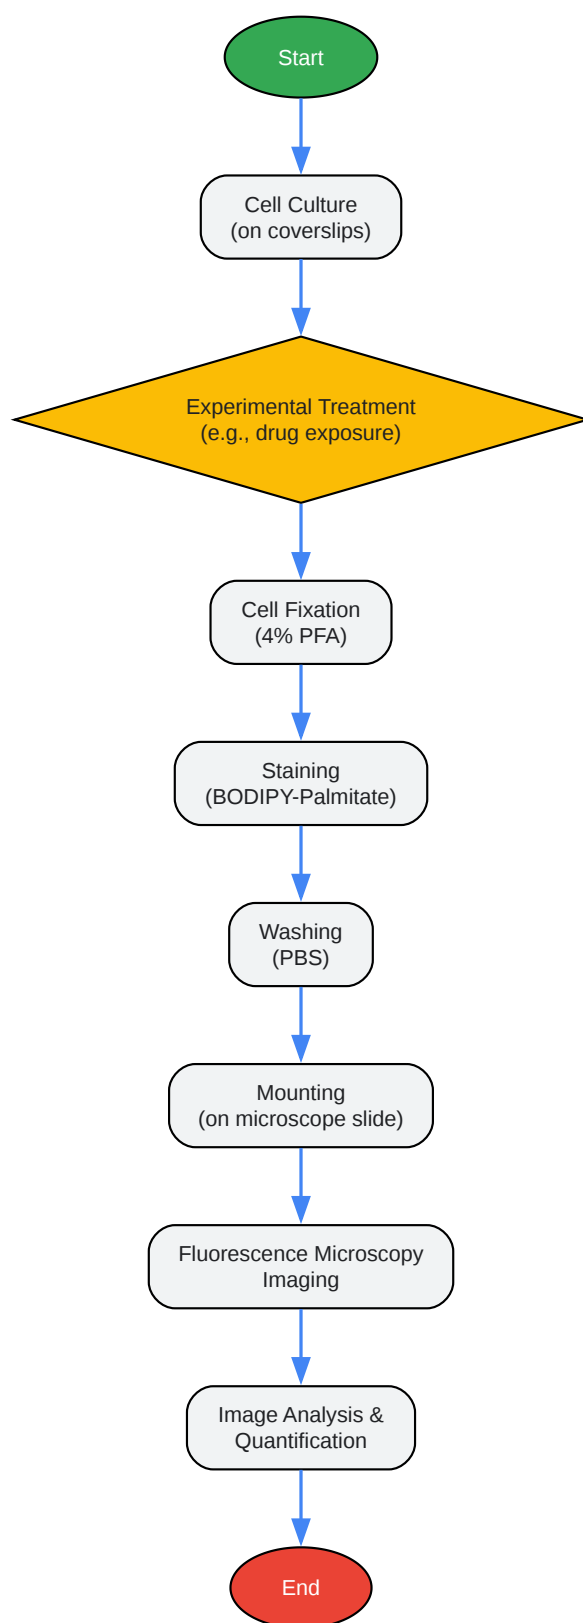 Start
Cell Culture
(on coverslips)
Experimental Treatment
(e.g., drug exposure)
Cell Fixation
(4% PFA)
Staining
(BODIPY-Palmitate)
Washing
(PBS)
Mounting
(on microscope slide)
Fluorescence Microscopy
Imaging
Image Analysis &
Quantification
End